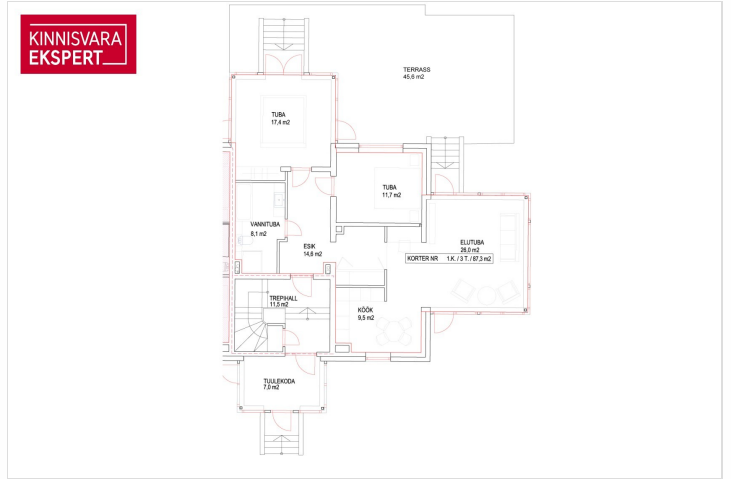 KINNISVARA
EKSPERT
TERRASS
45,6 m2
TUBA
17,4 m2
TUBA
11,7 m2
VANNITUBA
8,1 m2
ESIK
14,6 m2
ELUTUBA
26,0 m2
KORTER NR 1.K. / 3 T. / 87,3 m2
TREPIHALL
11,5 m2
KÖÖK
9,5 m2
TUULEKODA
7,0 m2